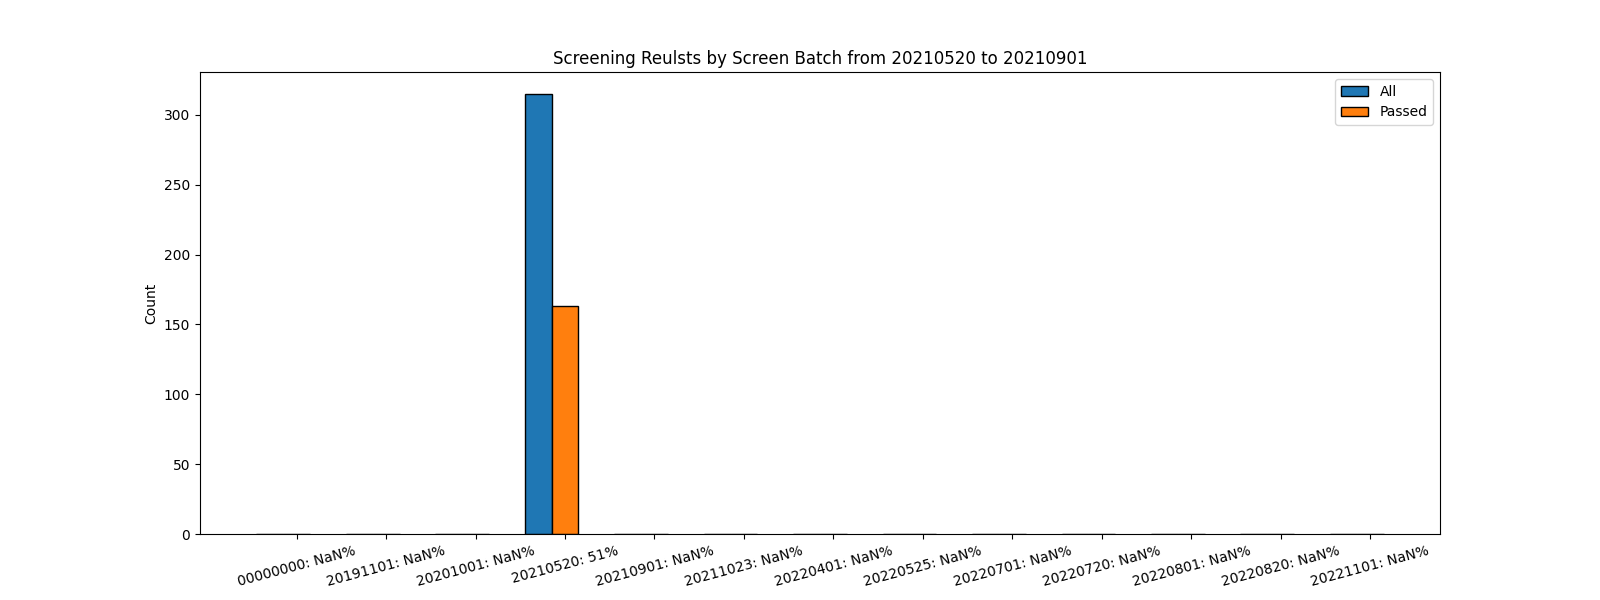 Screening Reulsts by Screen Batch from 20210520 to 20210901
All
Passed
Count
300
250
200
150
100
50
0
00000000: NaN%
20191101: NaN%
20201001: NaN%
20210520: 51%
20210901: NaN%
20211023: NaN%
20220401: NaN%
20220525: NaN%
20220701: NaN%
20220720: NaN%
20220801: NaN%
20220820: NaN%
20221101: NaN%